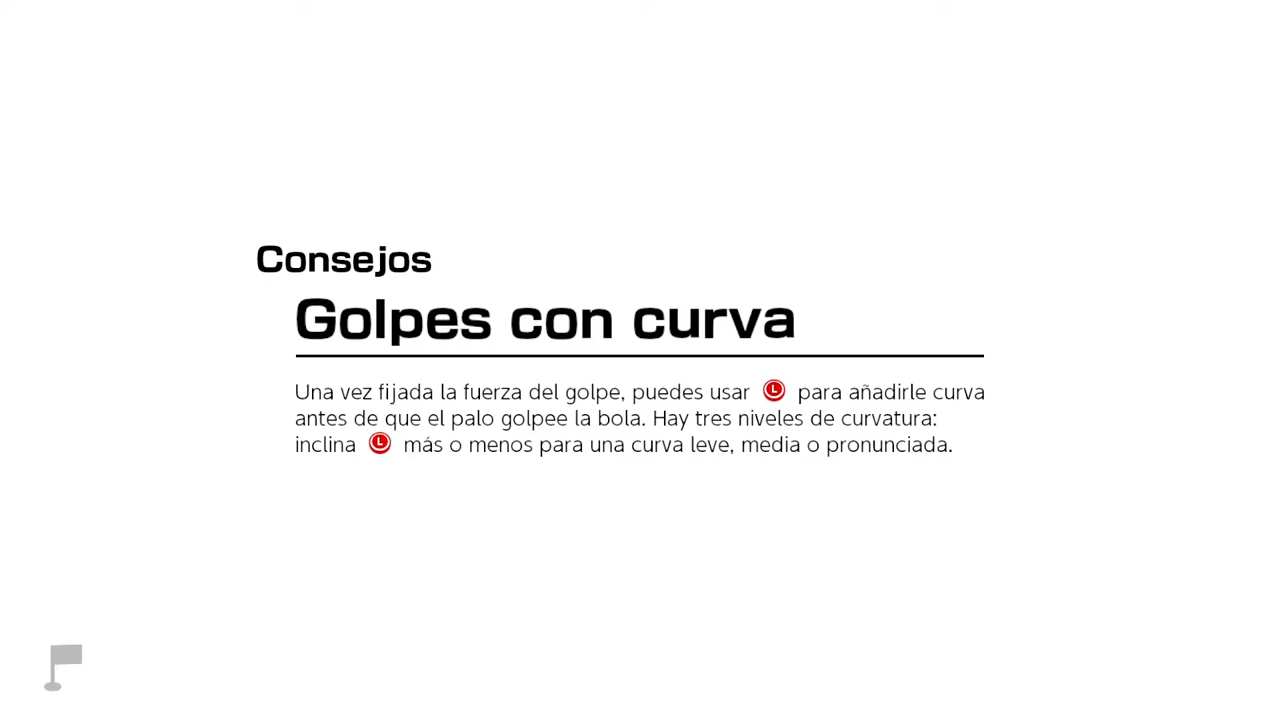 Consejos
Golpes con curva
Una vez fijada la fuerza del golpe, puedes usar L para añadirle curva
antes de que el palo golpee la bola. Hay tres niveles de curvatura:
inclina L más o menos para una curva leve, media o pronunciada.